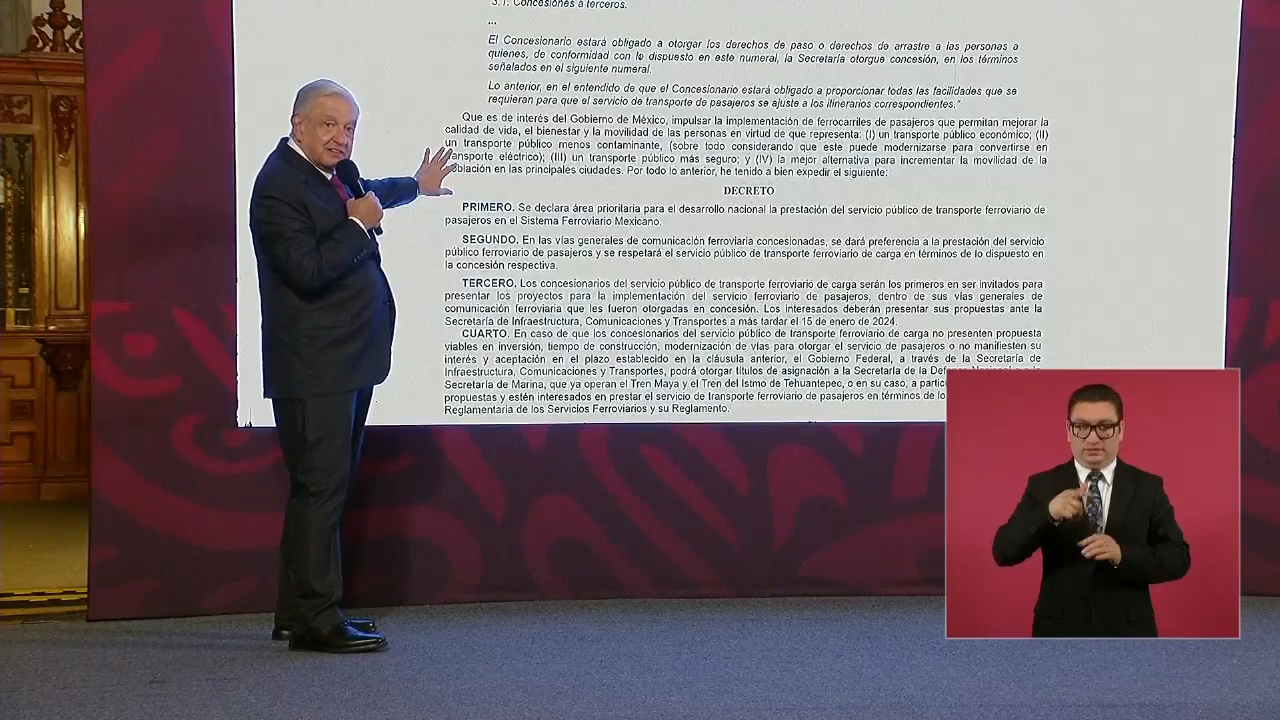 3.1. Concesiones a terceros.
...
El Concesionario estará obligado a otorgar los derechos de paso o derechos de arrastre a las personas a
quienes, de conformidad con lo dispuesto en este numeral, la Secretaría otorgue concesión, en los términos
señalados en el siguiente numeral.
Lo anterior, en el entendido de que el Concesionario estará obligado a proporcionar todas las facilidades que se
requieran para que el servicio de transporte de pasajeros se ajuste a los itinerarios correspondientes."
Que es de interés del Gobierno de México, impulsar la implementación de ferrocarriles de pasajeros que permitan mejorar la
calidad de vida, el bienestar y la movilidad de las personas en virtud de que representa: (I) un transporte público económico; (II)
un transporte público menos contaminante, (sobre todo considerando que este puede modernizarse para convertirse en
transporte eléctrico); (III) un transporte público más seguro; y (IV) la mejor alternativa para incrementar la movilidad de la
población en las principales ciudades. Por todo lo anterior, he tenido a bien expedir el siguiente:
DECRETO
PRIMERO. Se declara área prioritaria para el desarrollo nacional la prestación del servicio público de transporte ferroviario de
pasajeros en el Sistema Ferroviario Mexicano.
SEGUNDO. En las vías generales de comunicación ferroviaria concesionadas, se dará preferencia a la prestación del servicio
público ferroviario de pasajeros y se respetará el servicio público de transporte ferroviario de carga en términos de lo dispuesto en
la concesión respectiva.
TERCERO. Los concesionarios del servicio público de transporte ferroviario de carga serán los primeros en ser invitados para
presentar los proyectos para la implementación del servicio ferroviario de pasajeros, dentro de sus vías generales de
comunicación ferroviaria que les fueron otorgadas en concesión. Los interesados deberán presentar sus propuestas ante la
Secretaría de Infraestructura, Comunicaciones y Transportes a más tardar el 15 de enero de 2024.
CUARTO. En caso de que los concesionarios del servicio público de transporte ferroviario de carga no presenten propuesta
viables en inversión, tiempo de construcción, modernización de vías para otorgar el servicio de pasajeros o no manifiesten su
interés y aceptación en el plazo establecido en la cláusula anterior, el Gobierno Federal, a través de la Secretaría de
Infraestructura, Comunicaciones y Transportes, podrá otorgar títulos de asignación a la Secretaría de la Defensa Nacional
Secretaría de Marina, que ya operan el Tren Maya y el Tren del Istmo de Tehuantepec, o en su caso, a
propuestas y estén interesados en prestar el servicio de transporte ferroviario de pasajeros en términos de lo
Reglamentaria de los Servicios Ferroviarios y su Reglamento.